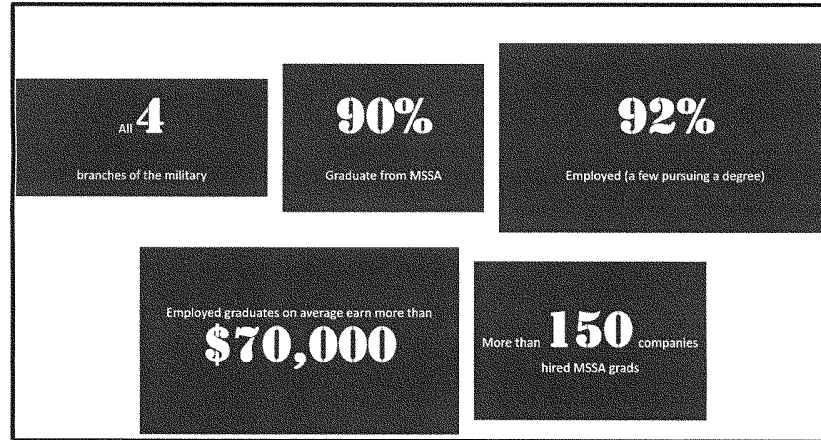 All 4
branches of the military
90%
Graduate from MSSA
92%
Employed (a few pursuing a degree)
Employed graduates on average earn more than
$70,000
More than 150 companies
hired MSSA grads